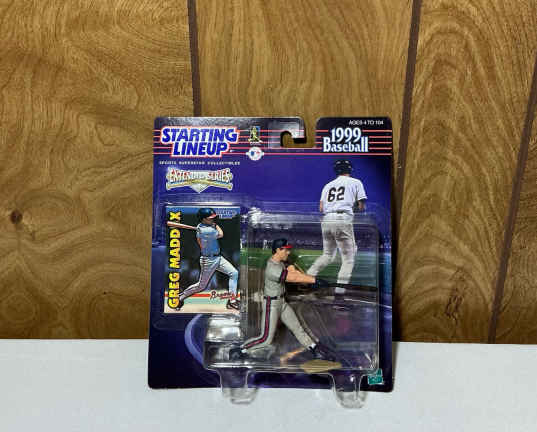 AGES 4 TO 104
STARTING
LINEUP
1999
Baseball
SPORTS SUPERSTAR COLLECTIBLES
EXTENDED SERIES
62
GREG MADDUX
Braves